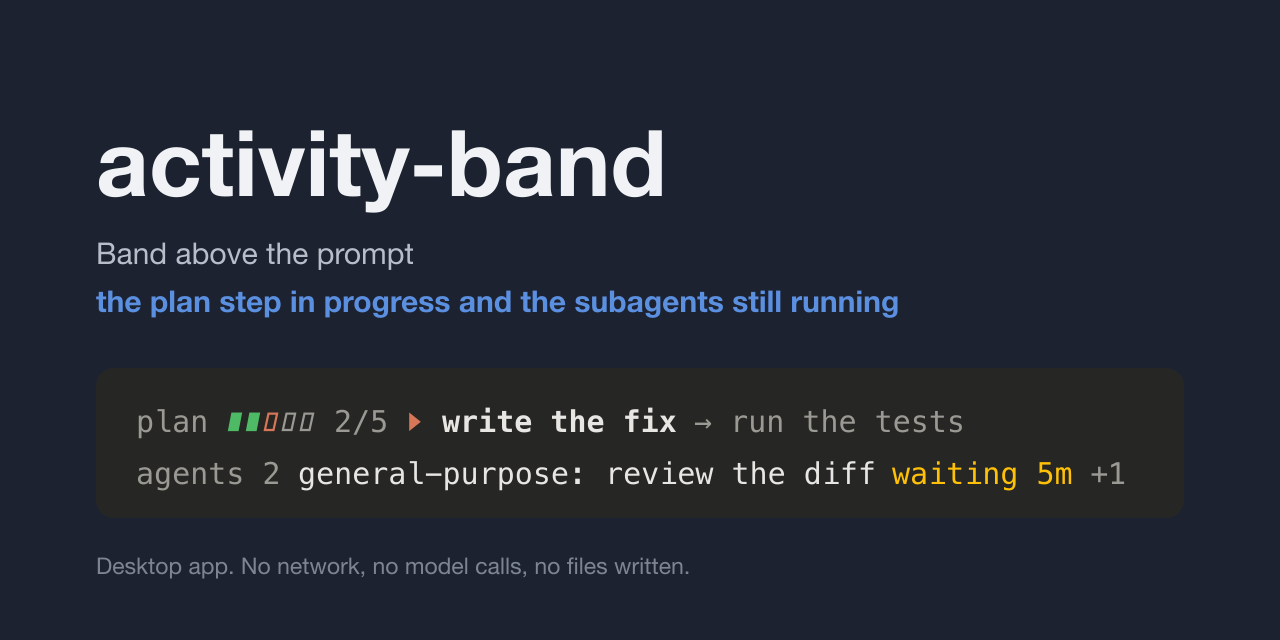 activity-band
Band above the prompt
the plan step in progress and the subagents still running
plan ▮▮▯▯▯ 2/5 ▸ write the fix → run the tests
agents 2 general-purpose: review the diff waiting 5m +1
Desktop app. No network, no model calls, no files written.